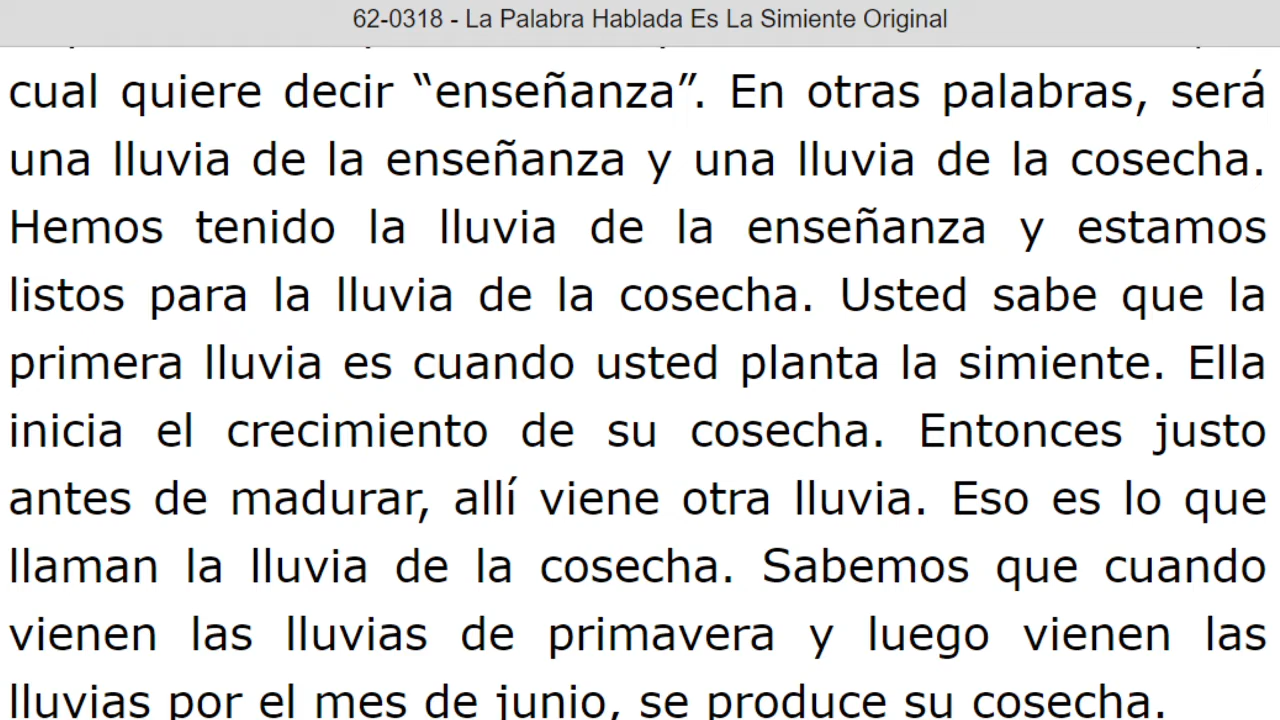 62-0318 - La Palabra Hablada Es La Simiente Original
cual quiere decir “enseñanza”. En otras palabras, será
una lluvia de la enseñanza y una lluvia de la cosecha.
Hemos tenido la lluvia de la enseñanza y estamos
listos para la lluvia de la cosecha. Usted sabe que la
primera lluvia es cuando usted planta la simiente. Ella
inicia el crecimiento de su cosecha. Entonces justo
antes de madurar, allí viene otra lluvia. Eso es lo que
llaman la lluvia de la cosecha. Sabemos que cuando
vienen las lluvias de primavera y luego vienen las
lluvias por el mes de junio, se produce su cosecha.